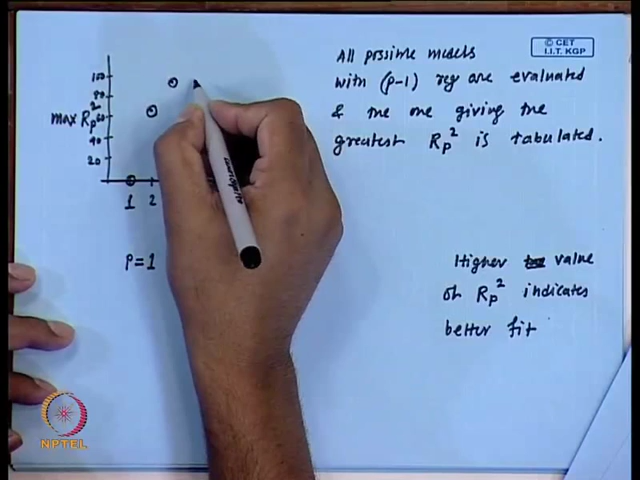 All possible models
with (p-1) reg are evaluated
& the one giving the
greatest Rp² is tabulated.
© CET
I.I.T. KGP
100
80
max Rp² 60
40
20
1 2
P=1
Higher value
of Rp² indicates
better fit
NPTEL